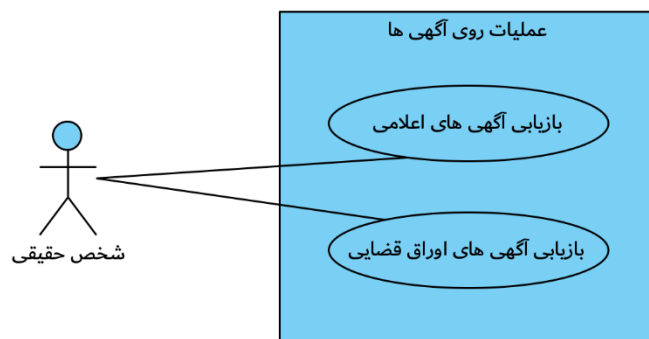 عملیات روی آگهی ها
بازیابی آگهی های اعلامی
بازیابی آگهی های اوراق قضایی
شخص حقیقی